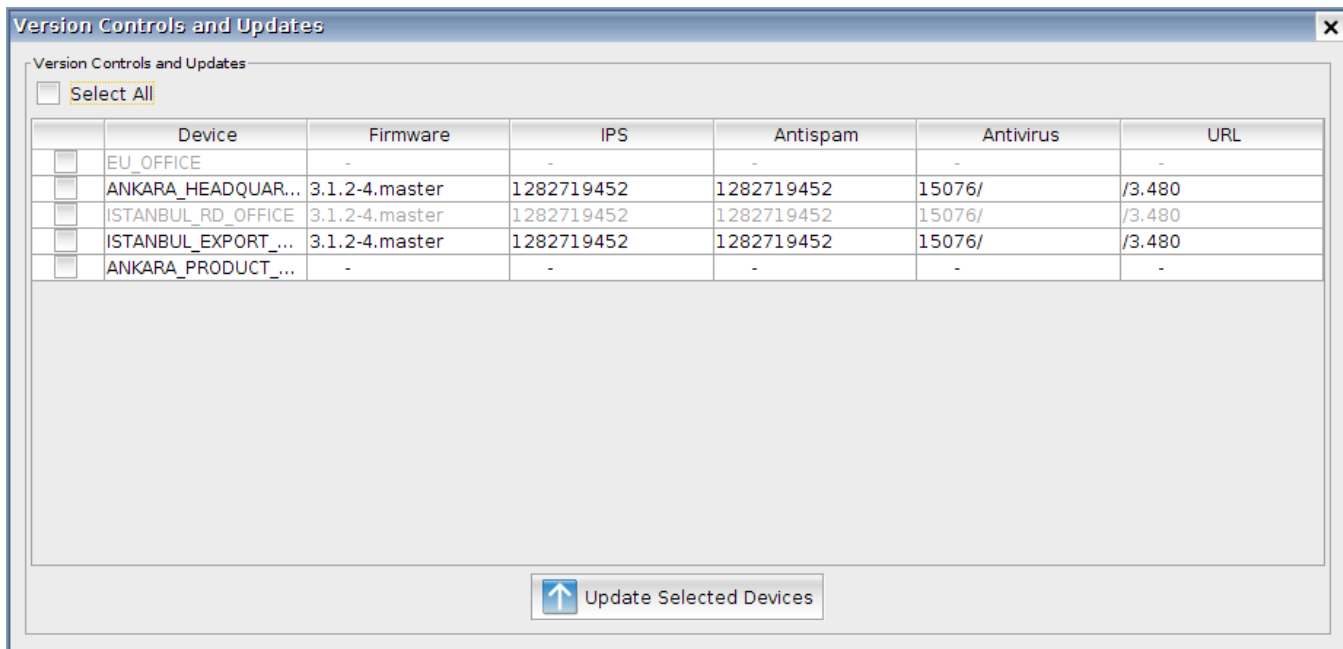 Version Controls and Updates
Version Controls and Updates
Select All
Device Firmware IPS Antispam Antivirus URL
EU_OFFICE - - - - -
ANKARA_HEADQUAR... 3.1.2-4.master 1282719452 1282719452 15076/ /3.480
ISTANBUL_RD_OFFICE 3.1.2-4.master 1282719452 1282719452 15076/ /3.480
ISTANBUL_EXPORT_... 3.1.2-4.master 1282719452 1282719452 15076/ /3.480
ANKARA_PRODUCT_... - - - - -
Update Selected Devices